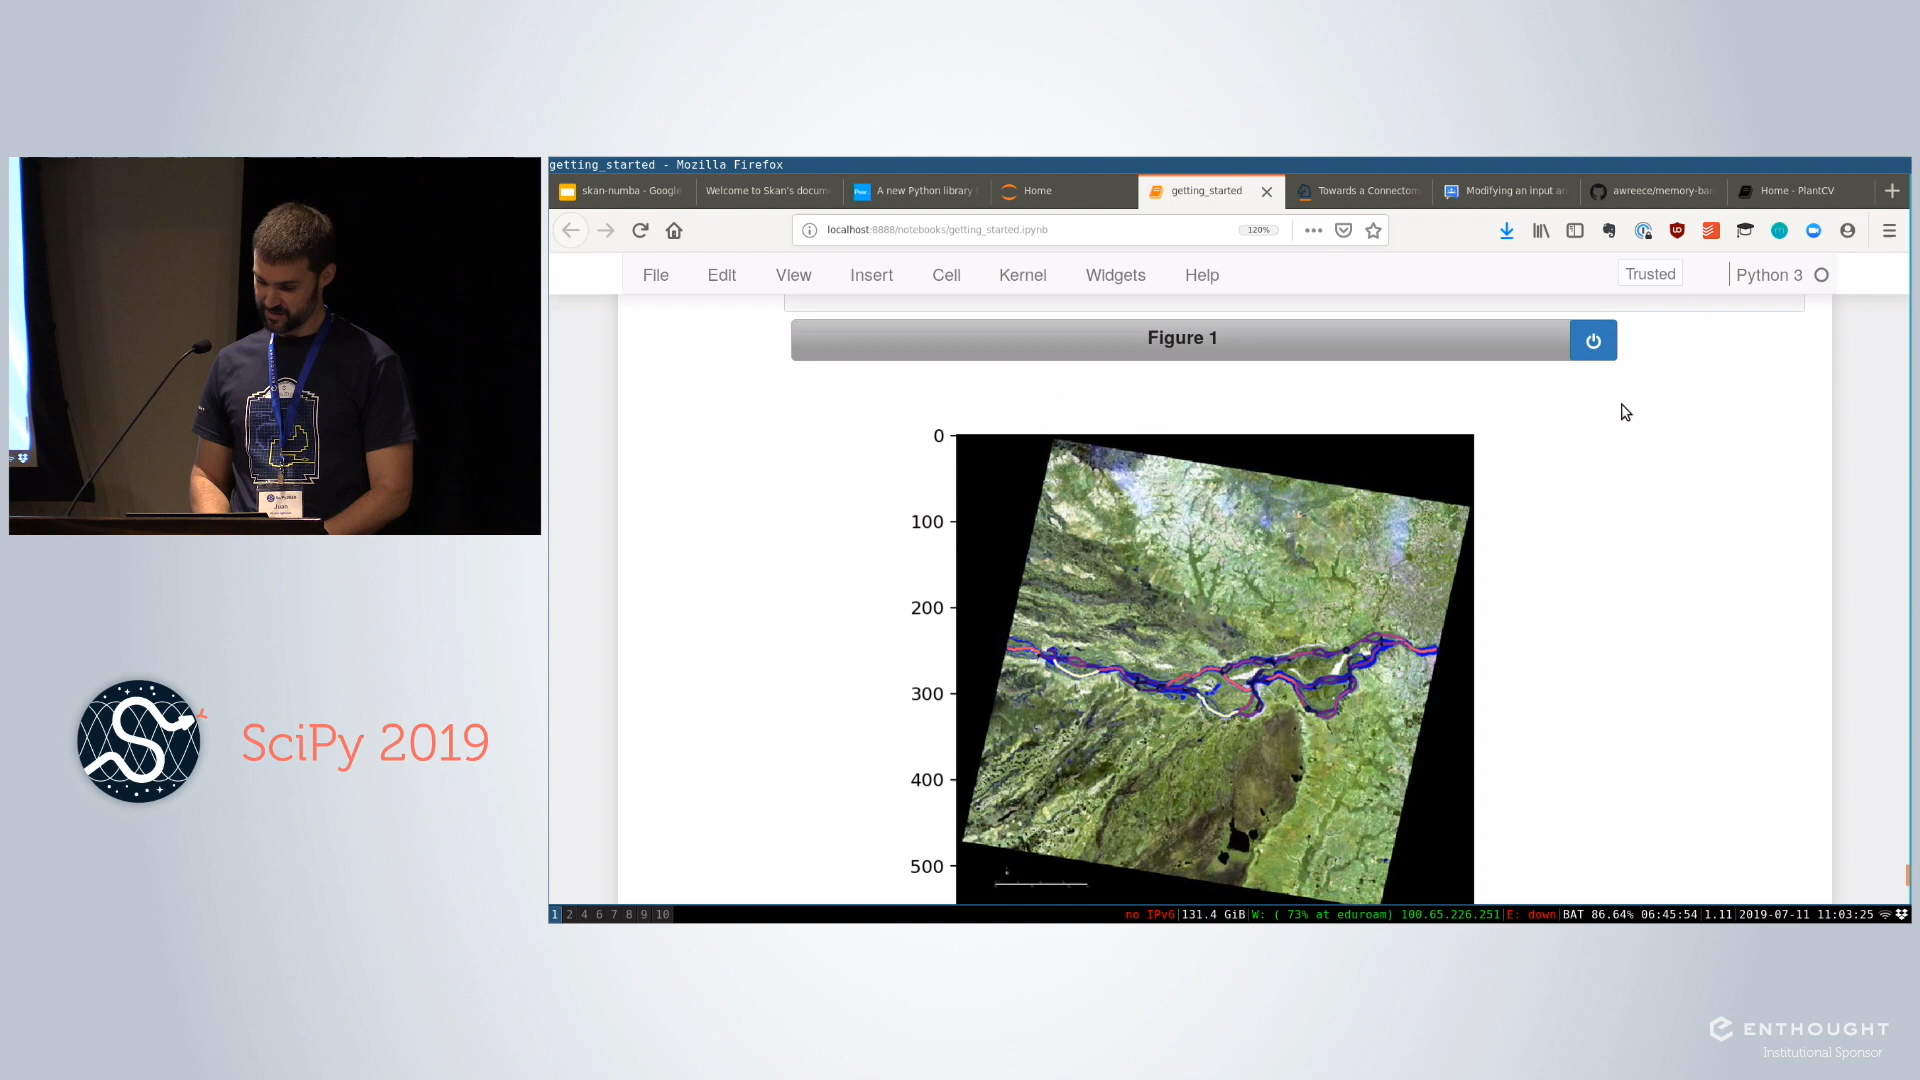 getting_started - Mozilla Firefox
skan-numba - Google
Welcome to Skan's docum
A new Python library
Home
getting_started
Towards a Connectom
Modifying an input a
awreece/memory-ban
Home - PlantCV
localhost:8888/notebooks/getting_started.ipynb
120%
File Edit View Insert Cell Kernel Widgets Help
Trusted
Python 3
Figure 1
0
100
200
300
400
500
SciPy2019
Juan
ENTHOUGHT
SciPy 2019
1 2 4 6 7 8 9 10
no IPv6|131.4 GiB|W: ( 73% at eduroam) 100.65.226.251|E: down|BAT 86.64% 06:45:54|1.11|2019-07-11 11:03:25
ENTHOUGHT
Institutional Sponsor